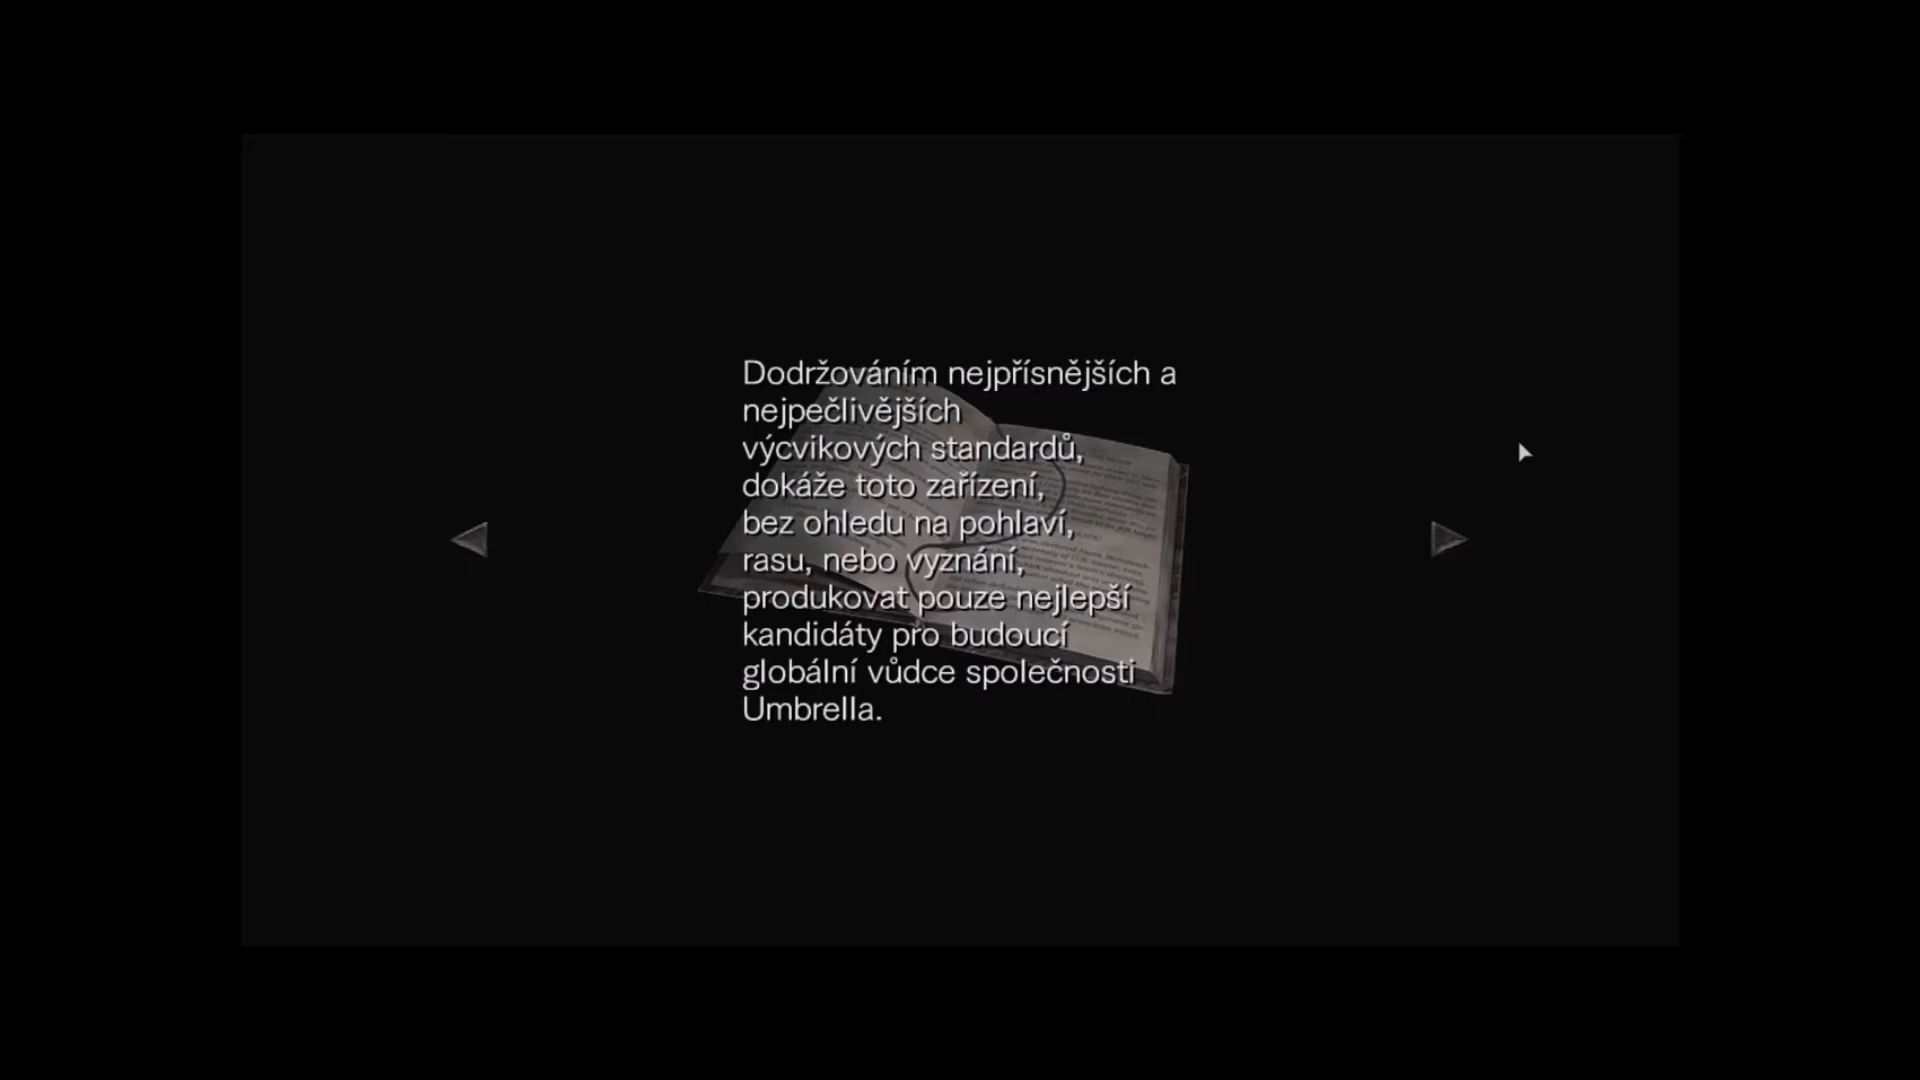 Dodržováním nejpřísnějších a
nejpečlivějších
výcvikových standardů,
dokáže toto zařízení,
bez ohledu na pohlaví,
rasu, nebo vyznání,
produkovat pouze nejlepší
kandidáty pro budoucí
globální vůdce společnosti
Umbrella.